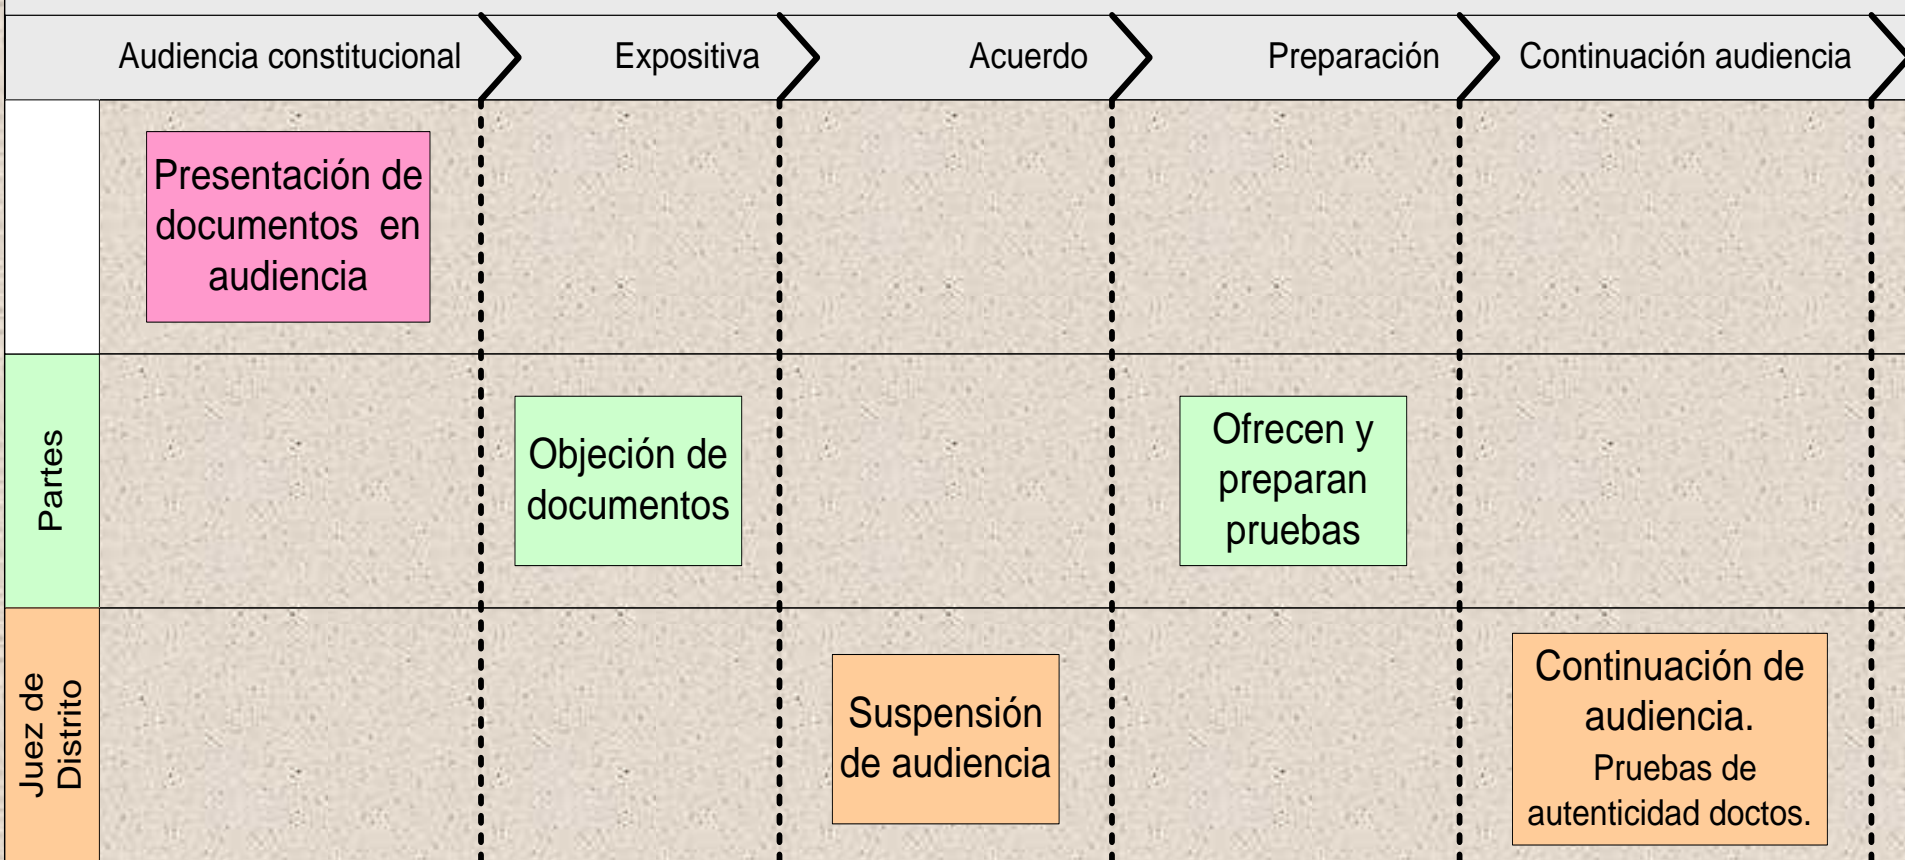 Audiencia constitucional
Expositiva
Acuerdo
Preparación
Continuación audiencia
Presentación de
documentos en
audiencia
Partes
Objeción de
documentos
Ofrecen y
preparan
pruebas
Juez de
Distrito
Suspensión
de audiencia
Continuación de
audiencia.
Pruebas de
autenticidad doctos.